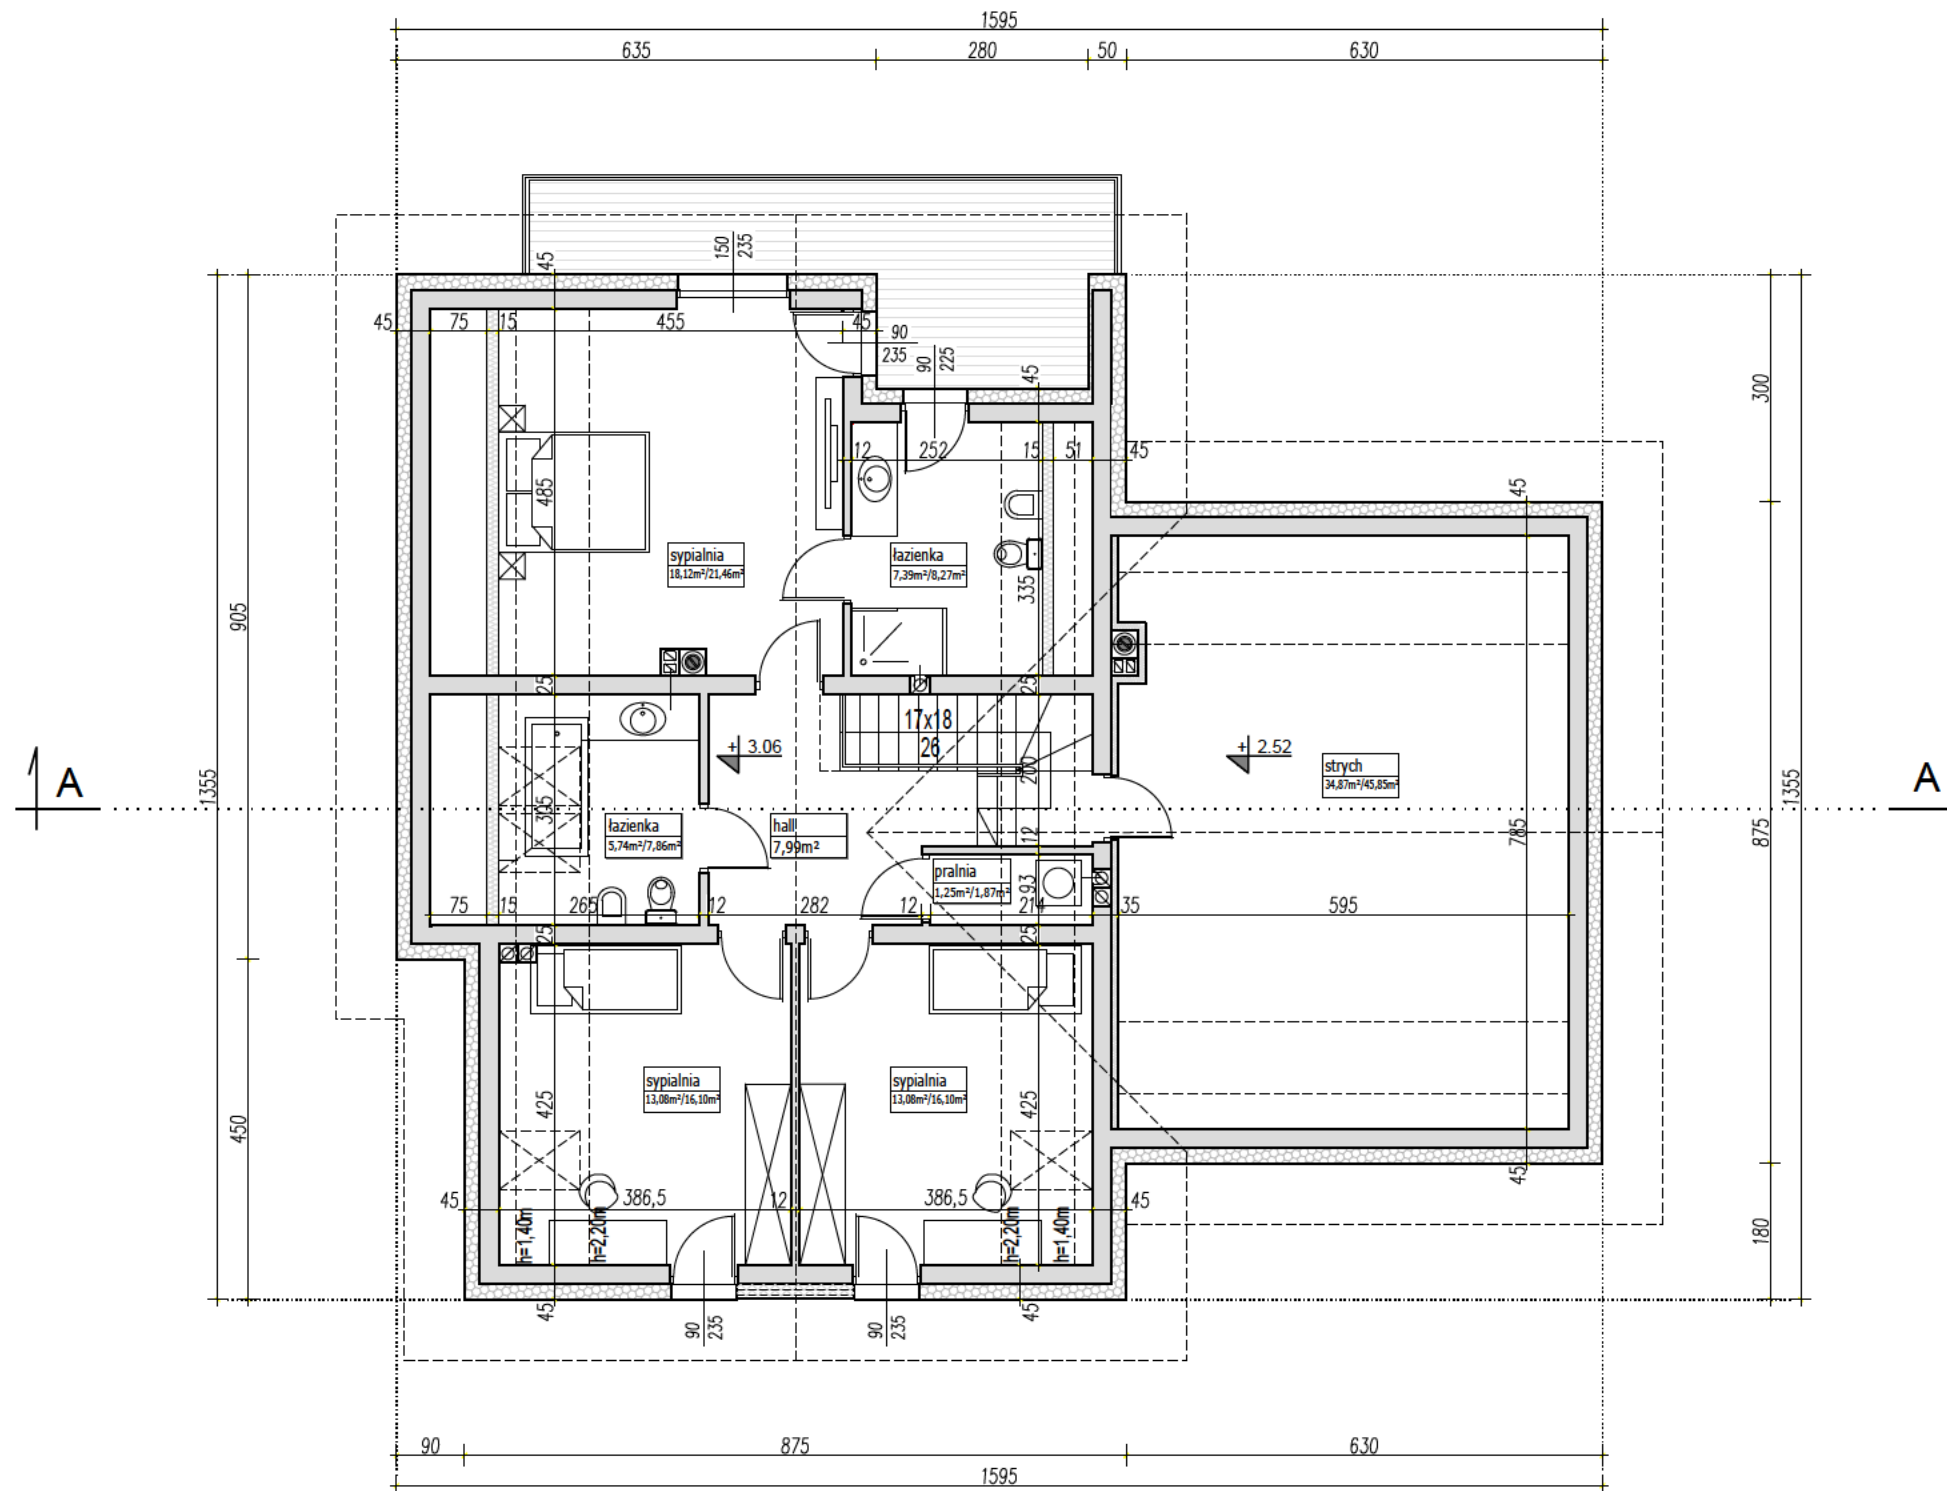 1595
635 280 50 630
150 235
45
45 75 15 455 45
90 235
90 225
45
300
12 252 15 51 45
45
485
905
sypialnia
18,12m²/21,46m²
łazienka
7,39m²/8,27m²
335
25 25
17x18
26
+ 3.06
+ 2.52
200
strych
34,87m²/45,85m²
A A
1355 1355
875
785
łazienka
5,74m²/7,86m²
hall
7,99m²
12
pralnia
1,25m²/1,87m²
93
75 15 265 12 282 12 214 35 595
25 25
sypialnia
13,08m²/16,10m²
sypialnia
13,08m²/16,10m²
425 425
450
45 386,5 12 386,5 45
45
180
h=1,40m h=2,20m h=2,20m h=1,40m
45 45
90 235
90 235
90 875 630
1595